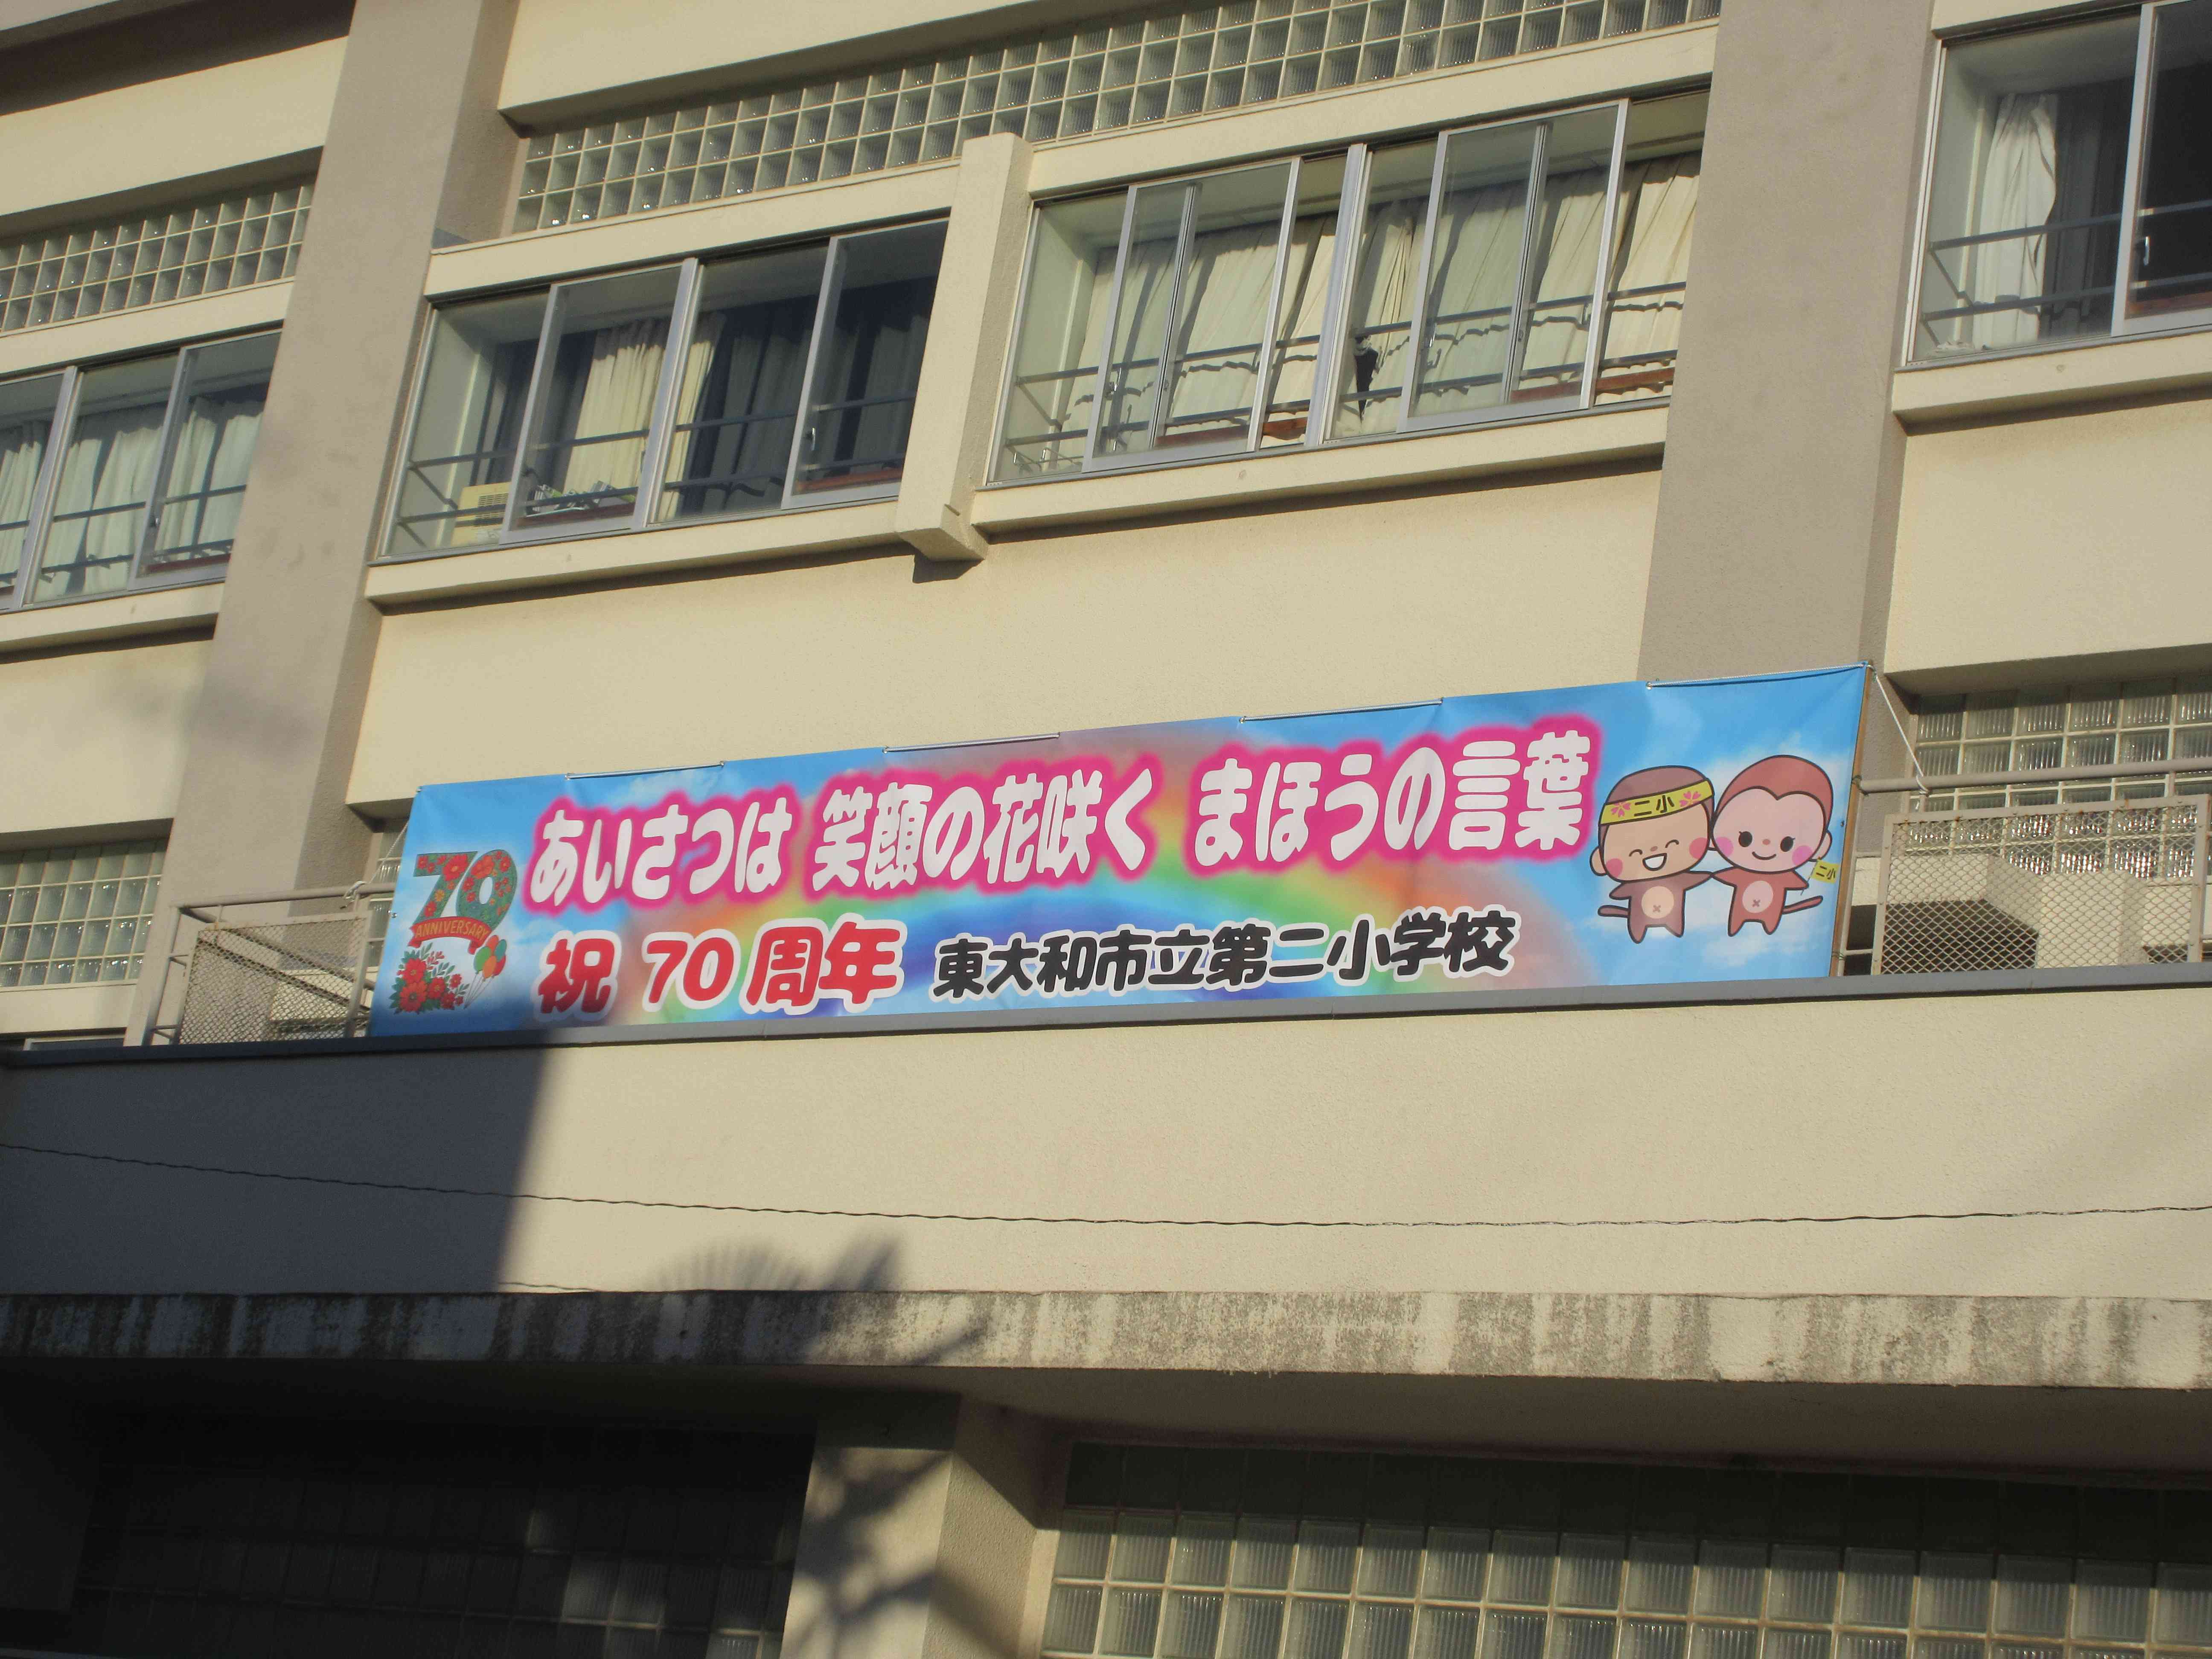 あいさつは 笑顔の花咲く まほうの言葉
70
ANNIVERSARY
祝 70周年 東大和市立第二小学校
二小
二小